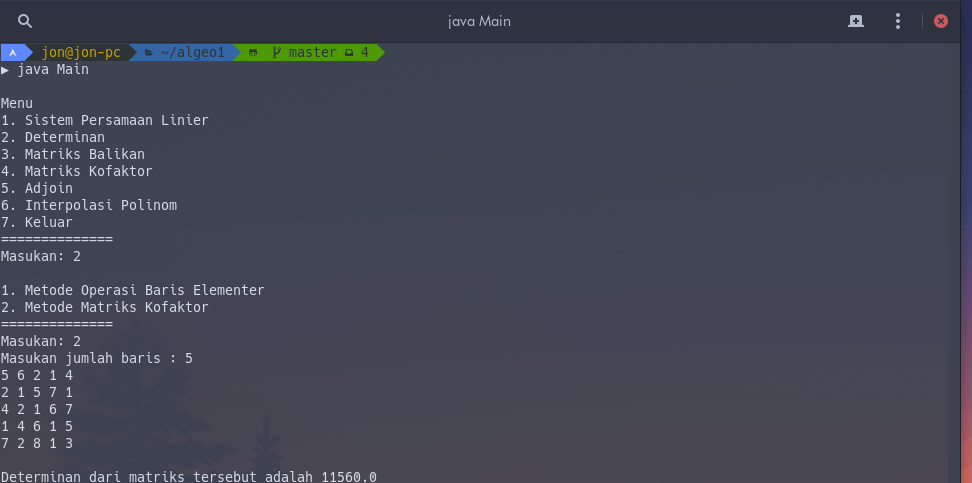 java Main
jon@jon-pc ~/algeo1 master 4
▶ java Main
Menu
1. Sistem Persamaan Linier
2. Determinan
3. Matriks Balikan
4. Matriks Kofaktor
5. Adjoin
6. Interpolasi Polinom
7. Keluar
==============
Masukan: 2
1. Metode Operasi Baris Elementer
2. Metode Matriks Kofaktor
==============
Masukan: 2
Masukan jumlah baris : 5
5 6 2 1 4
2 1 5 7 1
4 2 1 6 7
1 4 6 1 5
7 2 8 1 3
Determinan dari matriks tersebut adalah 11560.0